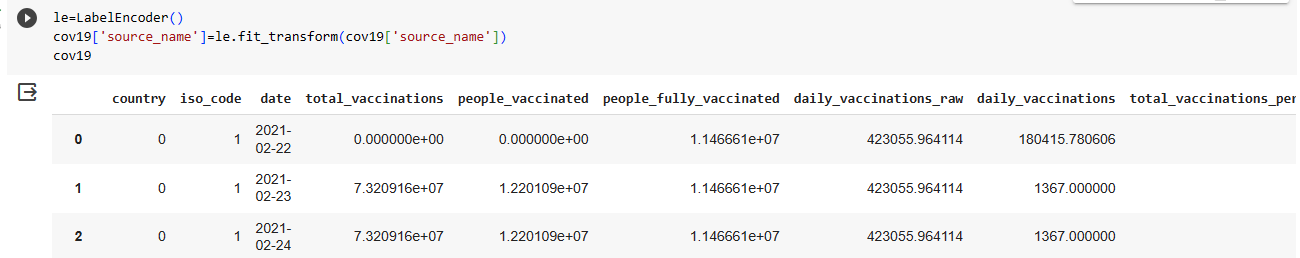 le=LabelEncoder()
cov19['source_name']=le.fit_transform(cov19['source_name'])
cov19
country iso_code date total_vaccinations people_vaccinated people_fully_vaccinated daily_vaccinations_raw daily_vaccinations total_vaccinations_per
0 0 1 2021-02-22 0.000000e+00 0.000000e+00 1.146661e+07 423055.964114 180415.780606
1 0 1 2021-02-23 7.320916e+07 1.220109e+07 1.146661e+07 423055.964114 1367.000000
2 0 1 2021-02-24 7.320916e+07 1.220109e+07 1.146661e+07 423055.964114 1367.000000